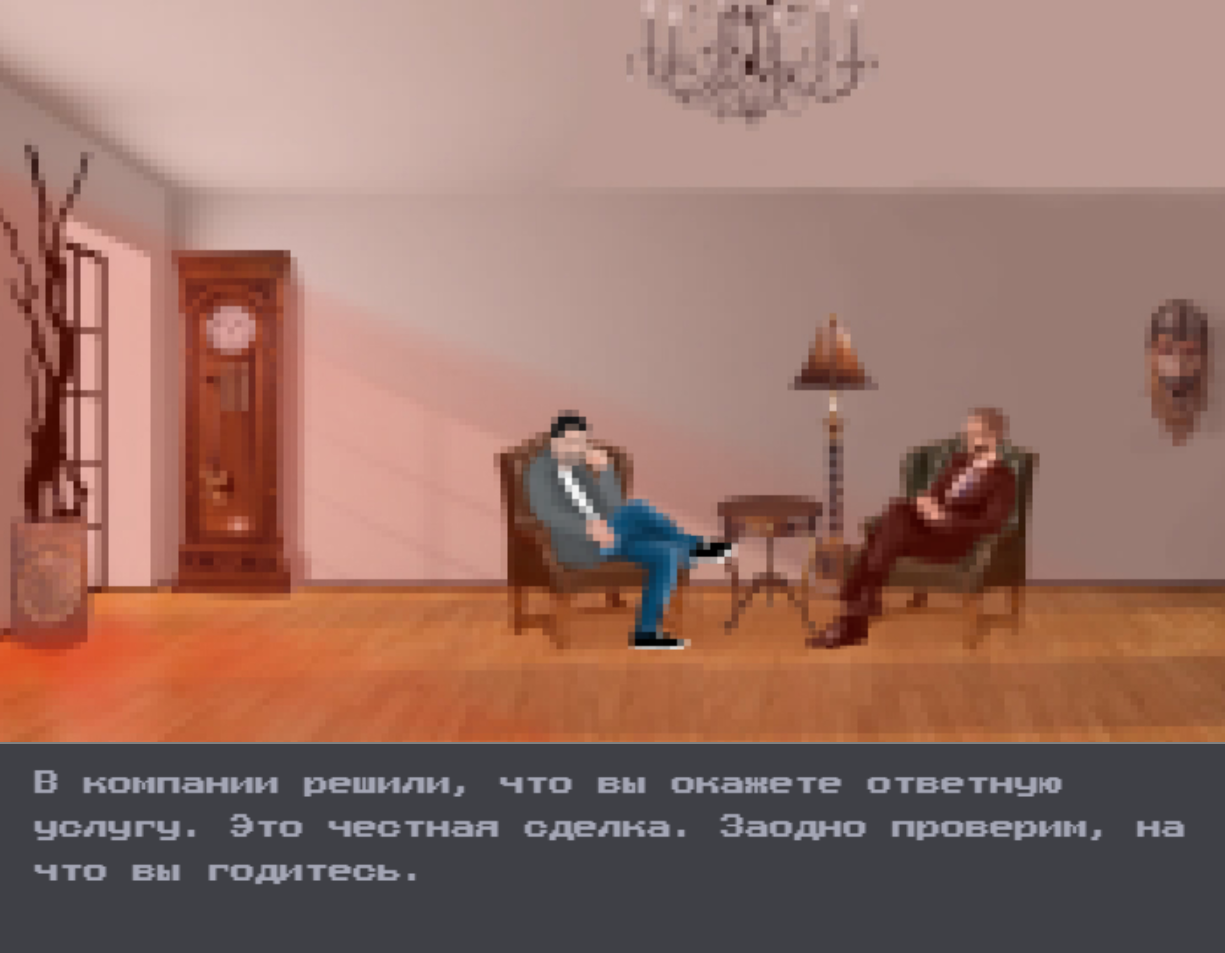 В компании решили, что вы окажете ответную
услугу. Это честная сделка. Заодно проверим, на
что вы годитесь.